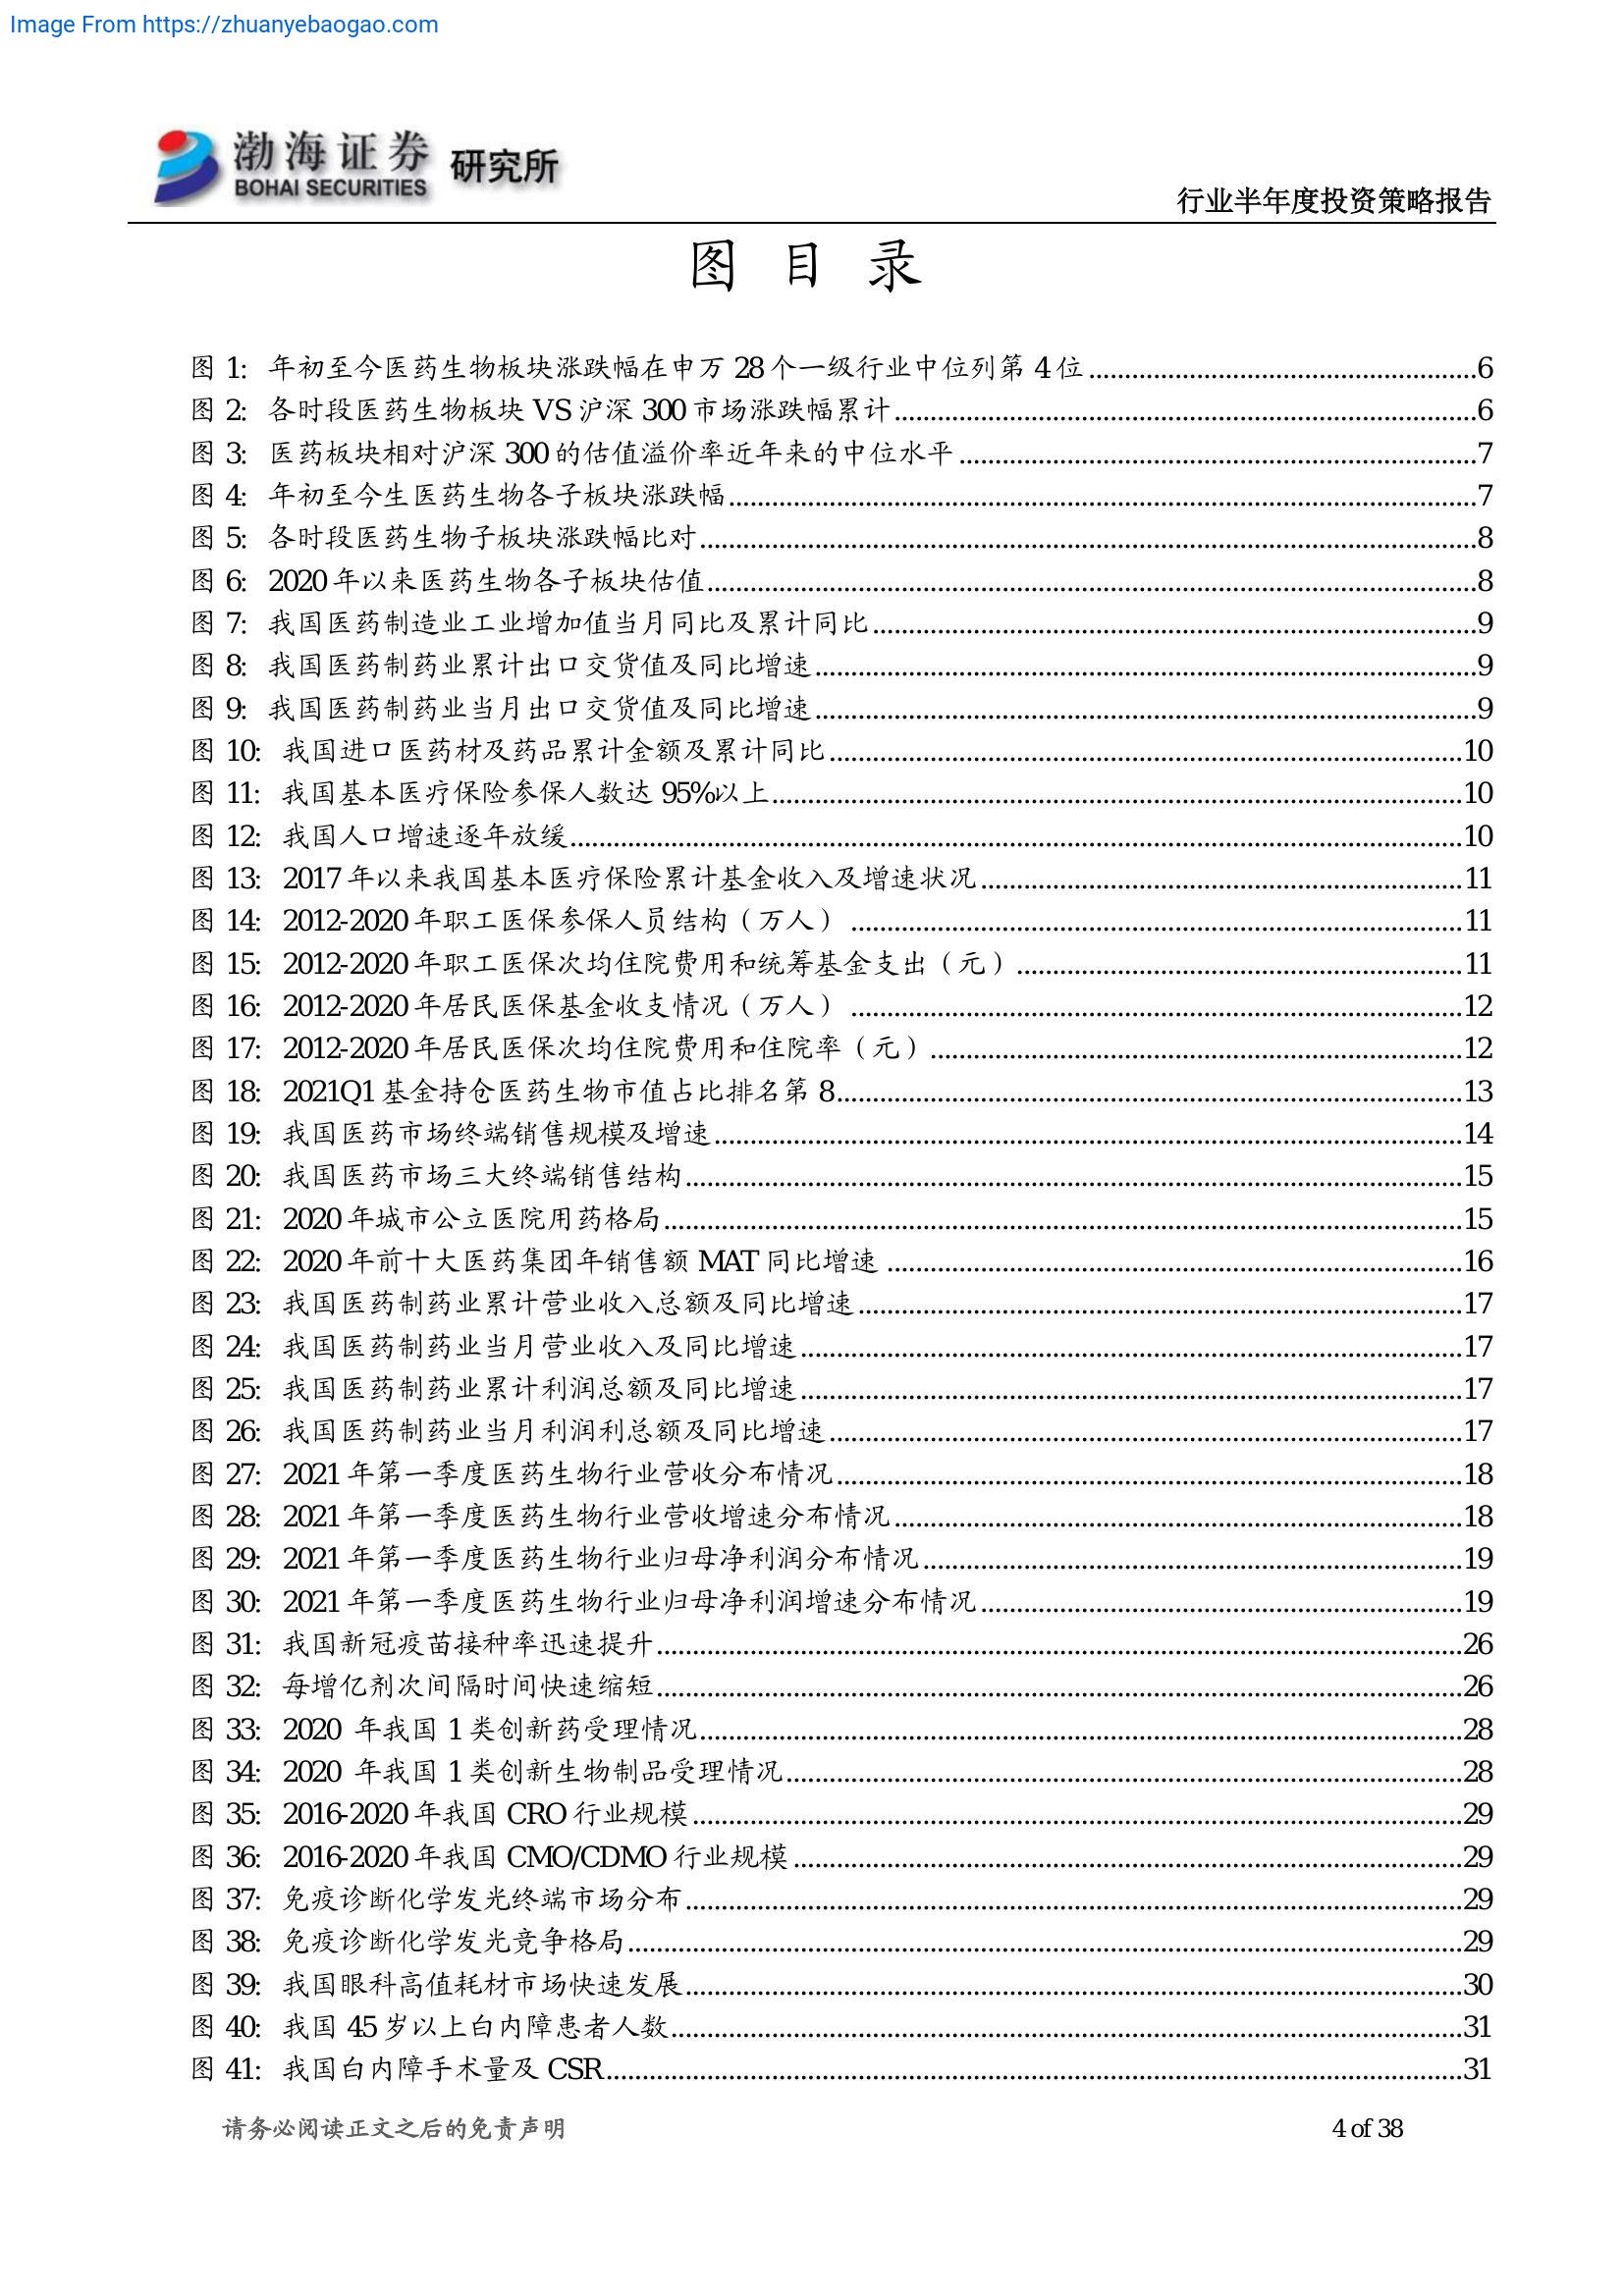 Image From https://zhuanyebaogao.com
渤海证券 研究所
BOHAI SECURITIES
行业半年度投资策略报告
图 目 录
图 1: 年初至今医药生物板块涨跌幅在申万 28 个一级行业中位列第 4 位 ........ 6
图 2: 各时段医药生物板块 VS 沪深 300 市场涨跌幅累计 ........ 6
图 3: 医药板块相对沪深 300 的估值溢价率近年来的中位水平 ........ 7
图 4: 年初至今生医药生物各子板块涨跌幅 ........ 7
图 5: 各时段医药生物子板块涨跌幅比对 ........ 8
图 6: 2020 年以来医药生物各子板块估值 ........ 8
图 7: 我国医药制造业工业增加值当月同比及累计同比 ........ 9
图 8: 我国医药制药业累计出口交货值及同比增速 ........ 9
图 9: 我国医药制药业当月出口交货值及同比增速 ........ 9
图 10: 我国进口医药材及药品累计金额及累计同比 ........ 10
图 11: 我国基本医疗保险参保人数达 95%以上 ........ 10
图 12: 我国人口增速逐年放缓 ........ 10
图 13: 2017 年以来我国基本医疗保险累计基金收入及增速状况 ........ 11
图 14: 2012-2020 年职工医保参保人员结构（万人） ........ 11
图 15: 2012-2020 年职工医保次均住院费用和统筹基金支出（元） ........ 11
图 16: 2012-2020 年居民医保基金收支情况（万人） ........ 12
图 17: 2012-2020 年居民医保次均住院费用和住院率（元） ........ 12
图 18: 2021Q1 基金持仓医药生物市值占比排名第 8 ........ 13
图 19: 我国医药市场终端销售规模及增速 ........ 14
图 20: 我国医药市场三大终端销售结构 ........ 15
图 21: 2020 年城市公立医院用药格局 ........ 15
图 22: 2020 年前十大医药集团年销售额 MAT 同比增速 ........ 16
图 23: 我国医药制药业累计营业收入总额及同比增速 ........ 17
图 24: 我国医药制药业当月营业收入及同比增速 ........ 17
图 25: 我国医药制药业累计利润总额及同比增速 ........ 17
图 26: 我国医药制药业当月利润利总额及同比增速 ........ 17
图 27: 2021 年第一季度医药生物行业营收分布情况 ........ 18
图 28: 2021 年第一季度医药生物行业营收增速分布情况 ........ 18
图 29: 2021 年第一季度医药生物行业归母净利润分布情况 ........ 19
图 30: 2021 年第一季度医药生物行业归母净利润增速分布情况 ........ 19
图 31: 我国新冠疫苗接种率迅速提升 ........ 26
图 32: 每增亿剂次间隔时间快速缩短 ........ 26
图 33: 2020 年我国 1 类创新药受理情况 ........ 28
图 34: 2020 年我国 1 类创新生物制品受理情况 ........ 28
图 35: 2016-2020 年我国 CRO 行业规模 ........ 29
图 36: 2016-2020 年我国 CMO/CDMO 行业规模 ........ 29
图 37: 免疫诊断化学发光终端市场分布 ........ 29
图 38: 免疫诊断化学发光竞争格局 ........ 29
图 39: 我国眼科高值耗材市场快速发展 ........ 30
图 40: 我国 45 岁以上白内障患者人数 ........ 31
图 41: 我国白内障手术量及 CSR ........ 31
请务必阅读正文之后的免责声明 4 of 38